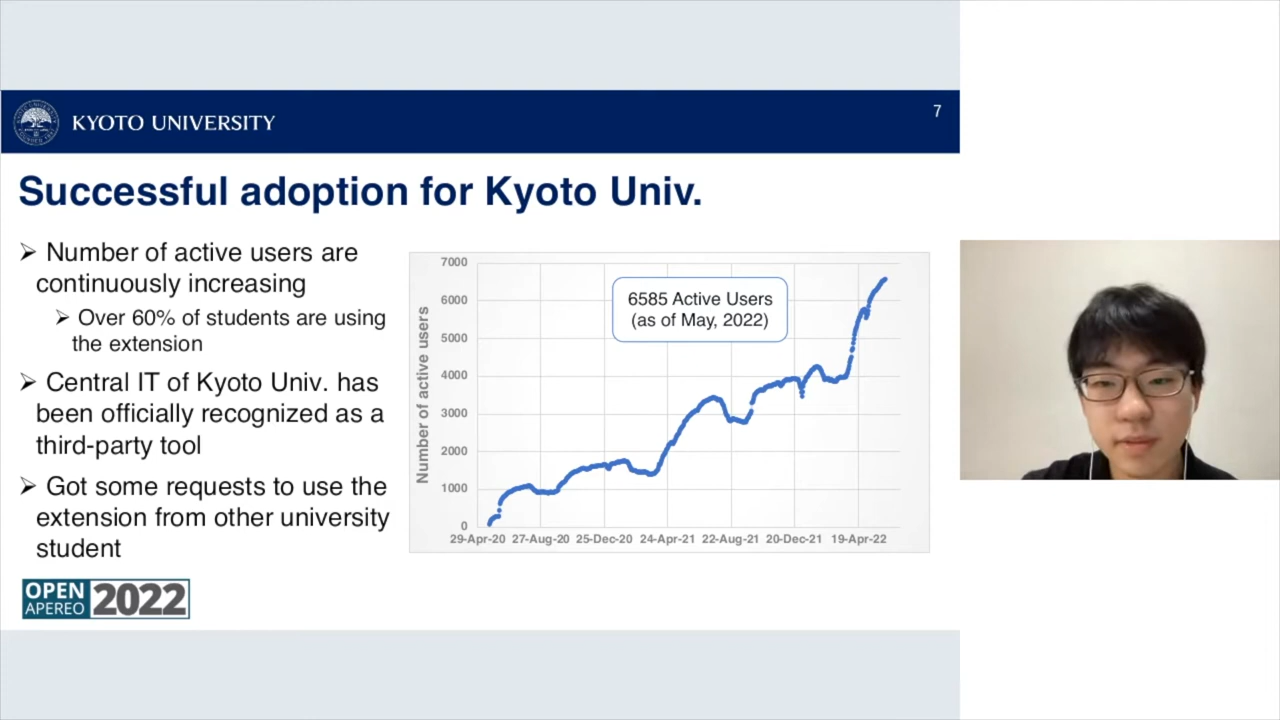 KYOTO UNIVERSITY
7
Successful adoption for Kyoto Univ.
➢ Number of active users are
continuously increasing
➢ Over 60% of students are using
the extension
➢ Central IT of Kyoto Univ. has
been officially recognized as a
third-party tool
➢ Got some requests to use the
extension from other university
student
Number of active users
7000
6000
5000
4000
3000
2000
1000
0
6585 Active Users
(as of May, 2022)
29-Apr-20 27-Aug-20 25-Dec-20 24-Apr-21 22-Aug-21 20-Dec-21 19-Apr-22
OPEN
APEREO
2022